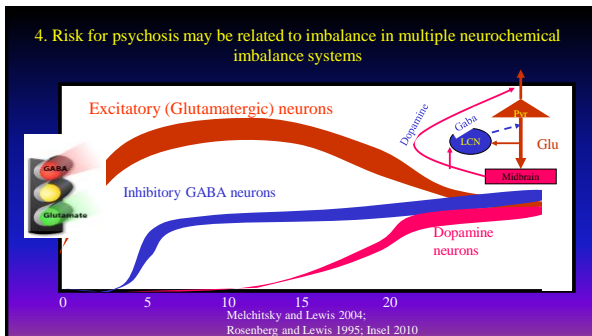 4. Risk for psychosis may be related to imbalance in multiple neurochemical
imbalance systems
Excitatory (Glutamatergic) neurons
Dopamine
Gaba
Pyr
LCN
Glu
Midbrain
GABA
Glutamate
Inhibitory GABA neurons
Dopamine
neurons
0 5 10 15 20
Melchitsky and Lewis 2004;
Rosenberg and Lewis 1995; Insel 2010